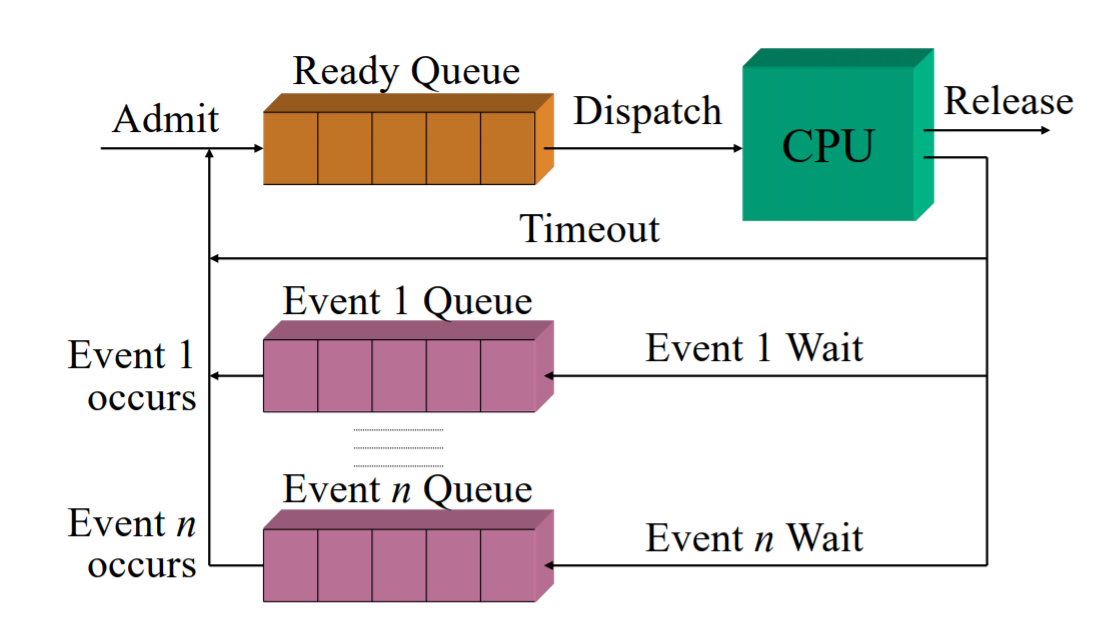 Ready Queue
Admit
Dispatch
CPU
Release
Timeout
Event 1 Queue
Event 1
occurs
Event 1 Wait
Event n Queue
Event n
occurs
Event n Wait